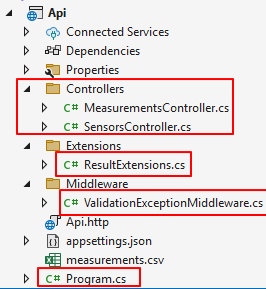 Api
Connected Services
Dependencies
Properties
Controllers
C# MeasurementsController.cs
C# SensorsController.cs
Extensions
C# ResultExtensions.cs
Middleware
C# ValidationExceptionMiddleware.cs
Api.http
appsettings.json
measurements.csv
C# Program.cs